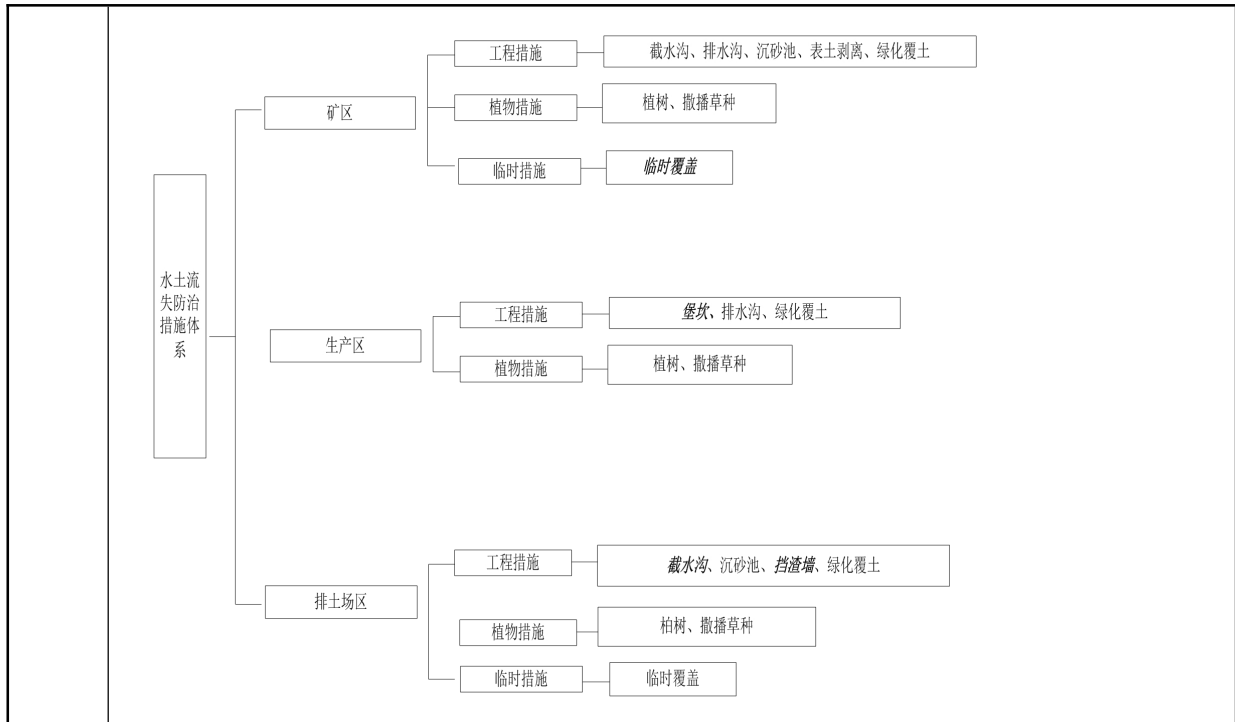 水土流
失防治
措施体
系
矿区
工程措施
截水沟、排水沟、沉砂池、表土剥离、绿化覆土
植物措施
植树、撒播草种
临时措施
临时覆盖
生产区
工程措施
堡坎、排水沟、绿化覆土
植物措施
植树、撒播草种
排土场区
工程措施
截水沟、沉砂池、挡渣墙、绿化覆土
植物措施
柏树、撒播草种
临时措施
临时覆盖